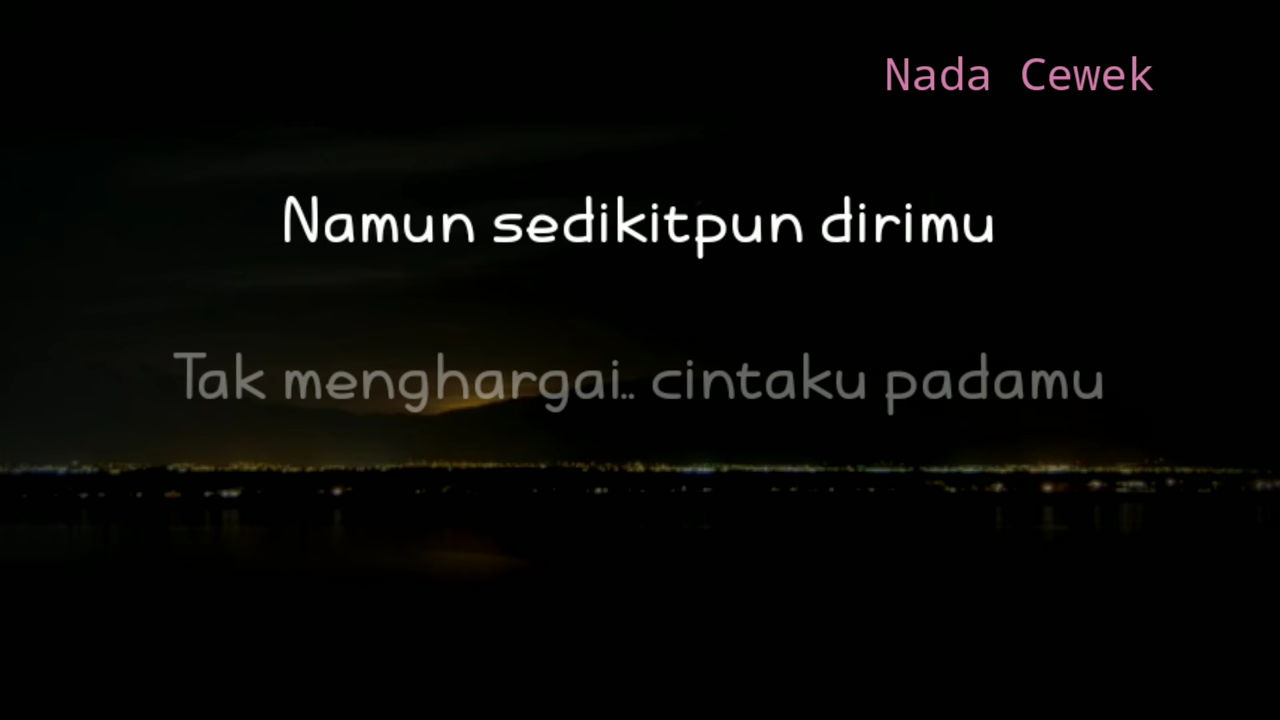 Nada Cewek
Namun sedikitpun dirimu
Tak menghargai.. cintaku padamu